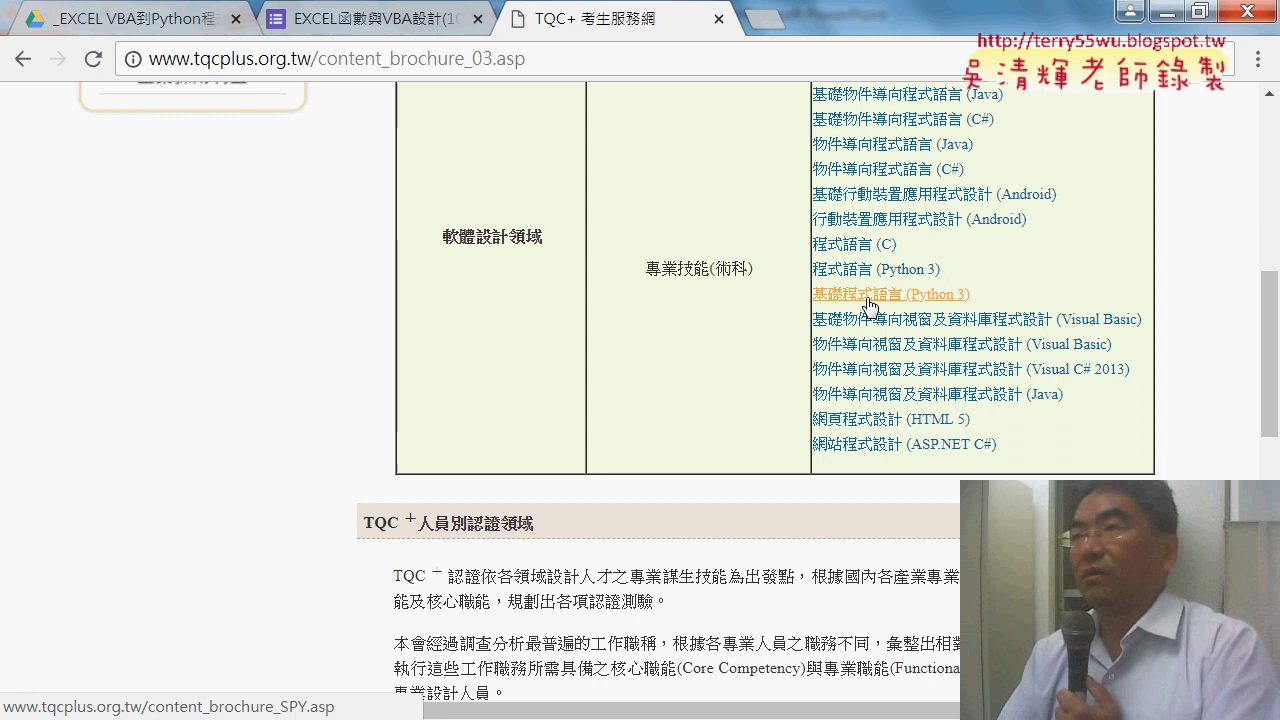 _EXCEL VBA到Python程
EXCEL函數與VBA設計(10
TQC+ 考生服務網
www.tqcplus.org.tw/content_brochure_03.asp
http://terry55wu.blogspot.tw
吳清輝老師錄製
基礎物件導向程式語言 (Java)
基礎物件導向程式語言 (C#)
物件導向程式語言 (Java)
物件導向程式語言 (C#)
基礎行動裝置應用程式設計 (Android)
行動裝置應用程式設計 (Android)
軟體設計領域
程式語言 (C)
專業技能(術科)
程式語言 (Python 3)
基礎程式語言 (Python 3)
基礎物件導向視窗及資料庫程式設計 (Visual Basic)
物件導向視窗及資料庫程式設計 (Visual Basic)
物件導向視窗及資料庫程式設計 (Visual C# 2013)
物件導向視窗及資料庫程式設計 (Java)
網頁程式設計 (HTML 5)
網站程式設計 (ASP.NET C#)
TQC +人員別認證領域
TQC + 認證依各領域設計人才之專業謀生技能為出發點，根據國內各產業專業
能及核心職能，規劃出各項認證測驗。
本會經過調查分析最普遍的工作職稱，根據各專業人員之職務不同，彙整出相對
執行這些工作職務所需具備之核心職能(Core Competency)與專業職能(Functiona
專業設計人員。
www.tqcplus.org.tw/content_brochure_SPY.asp